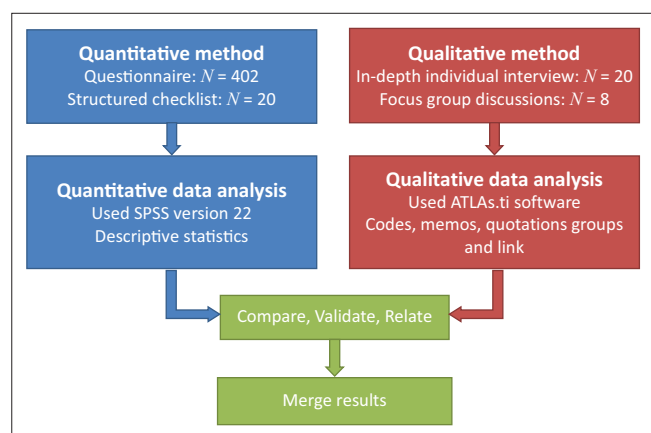 Quantitative method
Questionnaire: N = 402
Structured checklist: N = 20
Qualitative method
In-depth individual interview: N = 20
Focus group discussions: N = 8
Quantitative data analysis
Used SPSS version 22
Descriptive statistics
Qualitative data analysis
Used ATLAs.ti software
Codes, memos, quotations groups
and link
Compare, Validate, Relate
Merge results